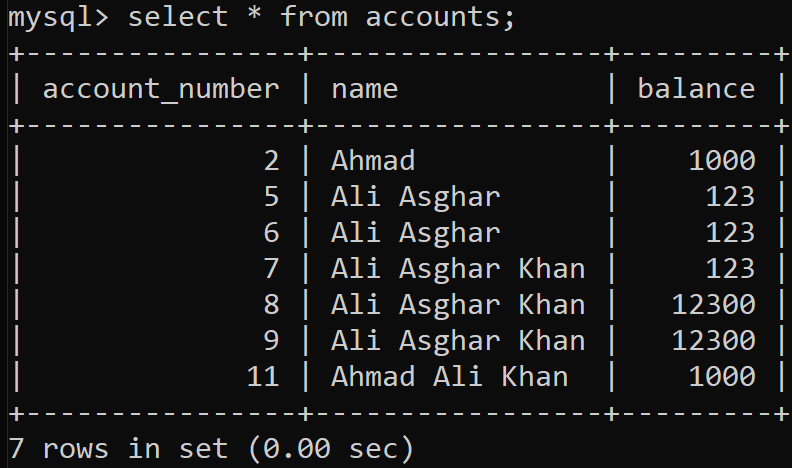 mysql> select * from accounts;
+----------------+-----------------+---------+
| account_number | name            | balance |
+----------------+-----------------+---------+
|              2 | Ahmad           |    1000 |
|              5 | Ali Asghar      |     123 |
|              6 | Ali Asghar      |     123 |
|              7 | Ali Asghar Khan |     123 |
|              8 | Ali Asghar Khan |   12300 |
|              9 | Ali Asghar Khan |   12300 |
|             11 | Ahmad Ali Khan  |    1000 |
+----------------+-----------------+---------+
7 rows in set (0.00 sec)